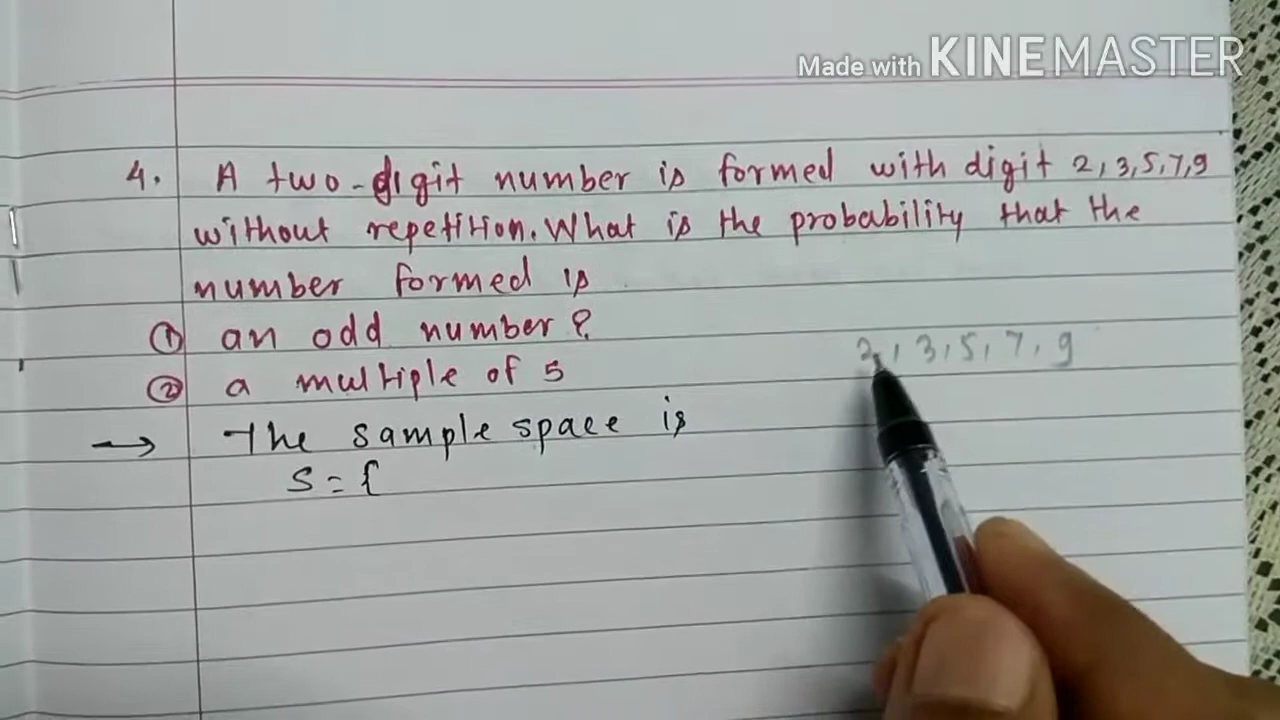 Made with KINEMASTER
4. A two-digit number is formed with digit 2,3,5,7,9
without repetition. What is the probability that the
number formed is
① an odd number?
2,3,5,7,9
② a multiple of 5
→ The sample space is
S={